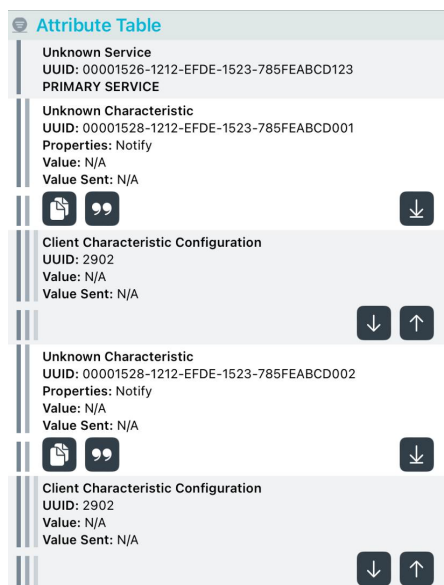 Attribute Table
Unknown Service
UUID: 00001526-1212-EFDE-1523-785FEABCD123
PRIMARY SERVICE
Unknown Characteristic
UUID: 00001528-1212-EFDE-1523-785FEABCD001
Properties: Notify
Value: N/A
Value Sent: N/A
Client Characteristic Configuration
UUID: 2902
Value: N/A
Value Sent: N/A
Unknown Characteristic
UUID: 00001528-1212-EFDE-1523-785FEABCD002
Properties: Notify
Value: N/A
Value Sent: N/A
Client Characteristic Configuration
UUID: 2902
Value: N/A
Value Sent: N/A